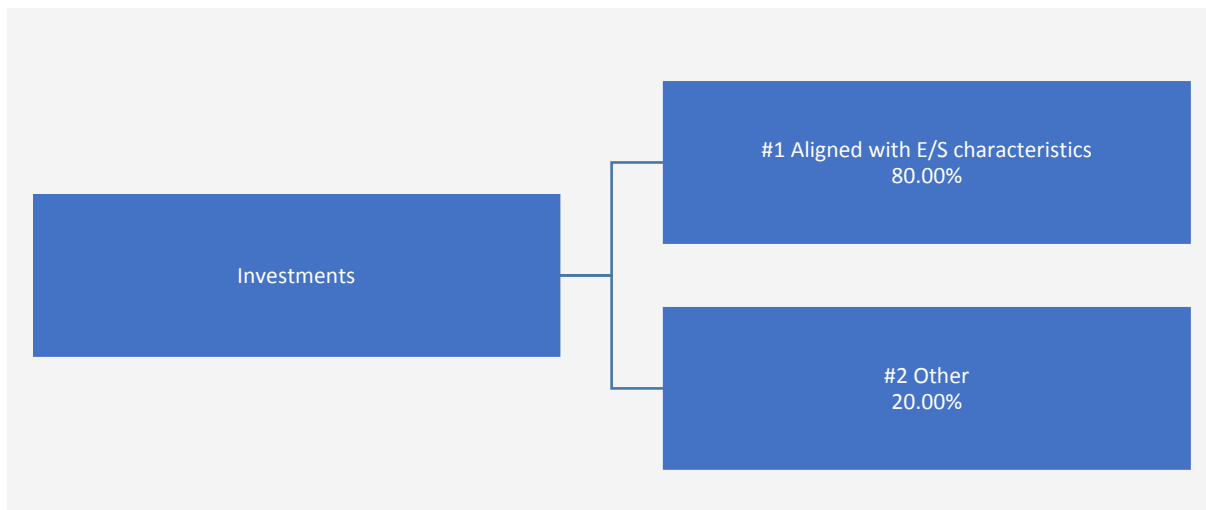 Investments
#1 Aligned with E/S characteristics
80.00%
#2 Other
20.00%